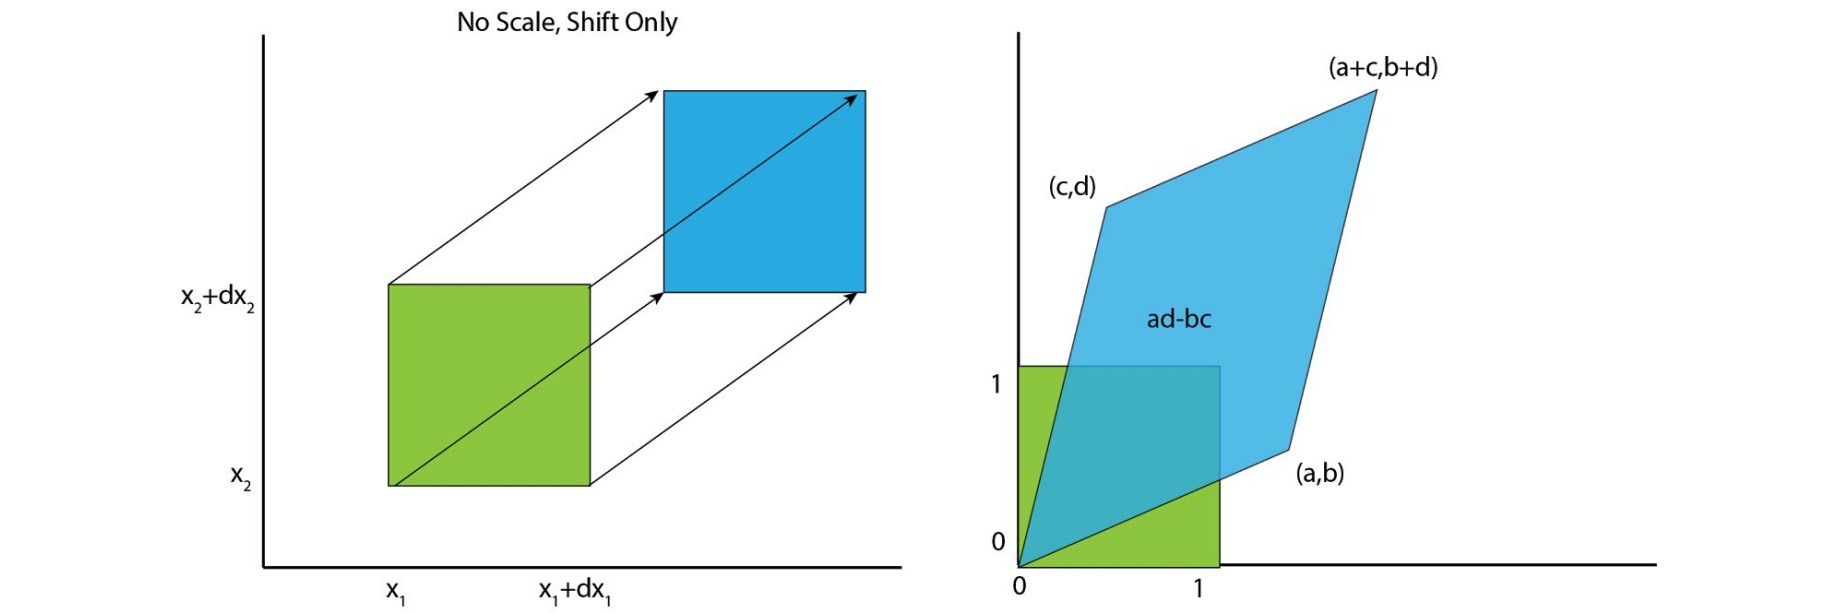 No Scale, Shift Only
x₂+dx₂
x₂
x₁
x₁+dx₁
(a+c,b+d)
(c,d)
ad-bc
1
(a,b)
0
0
1